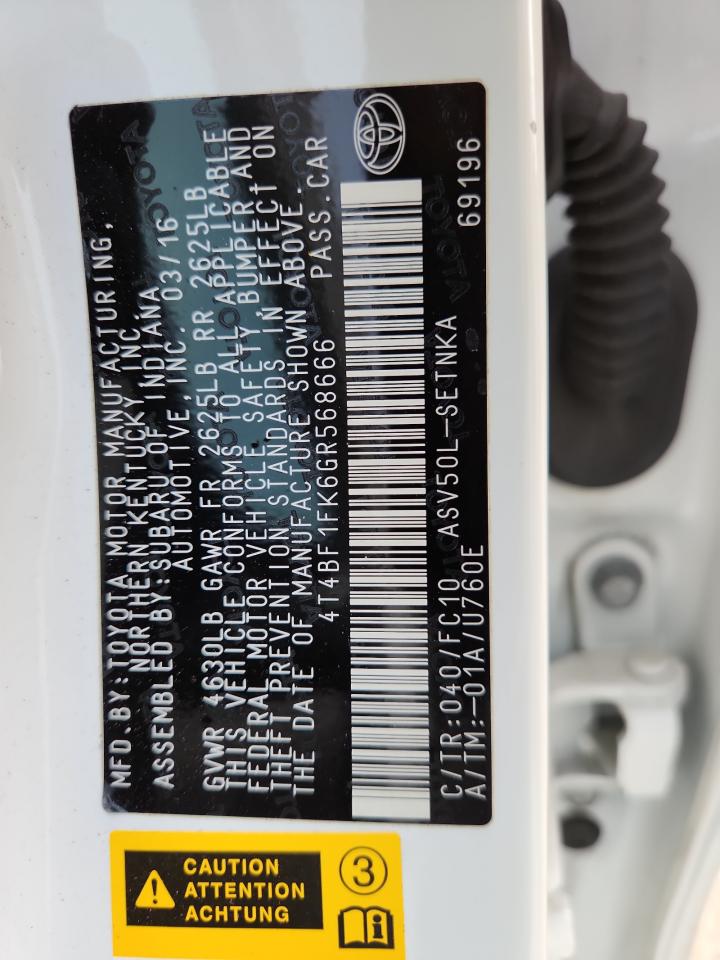 MFD.BY:TOYOTA MOTOR MANUFACTURING,
NORTHERN KENTUCKY INC.
ASSEMBLED BY:SUBARU OF INDIANA
AUTOMOTIVE,INC. 03/16
GVWR 4630LB GAWR FR 2625LB RR 2625LB
THIS VEHICLE CONFORMS TO ALL APPLICABLE
FEDERAL MOTOR VEHICLE SAFETY,BUMPER AND
THEFT PREVENTION STANDARDS IN EFFECT ON
THE DATE OF MANUFACTURE SHOWN ABOVE.
4T4BF1FK6GR568666 PASS.CAR
C/TR:040/FC10 ASV50L-SETNKA
A/TM:-01A/U760E 69196
CAUTION
ATTENTION
ACHTUNG
3